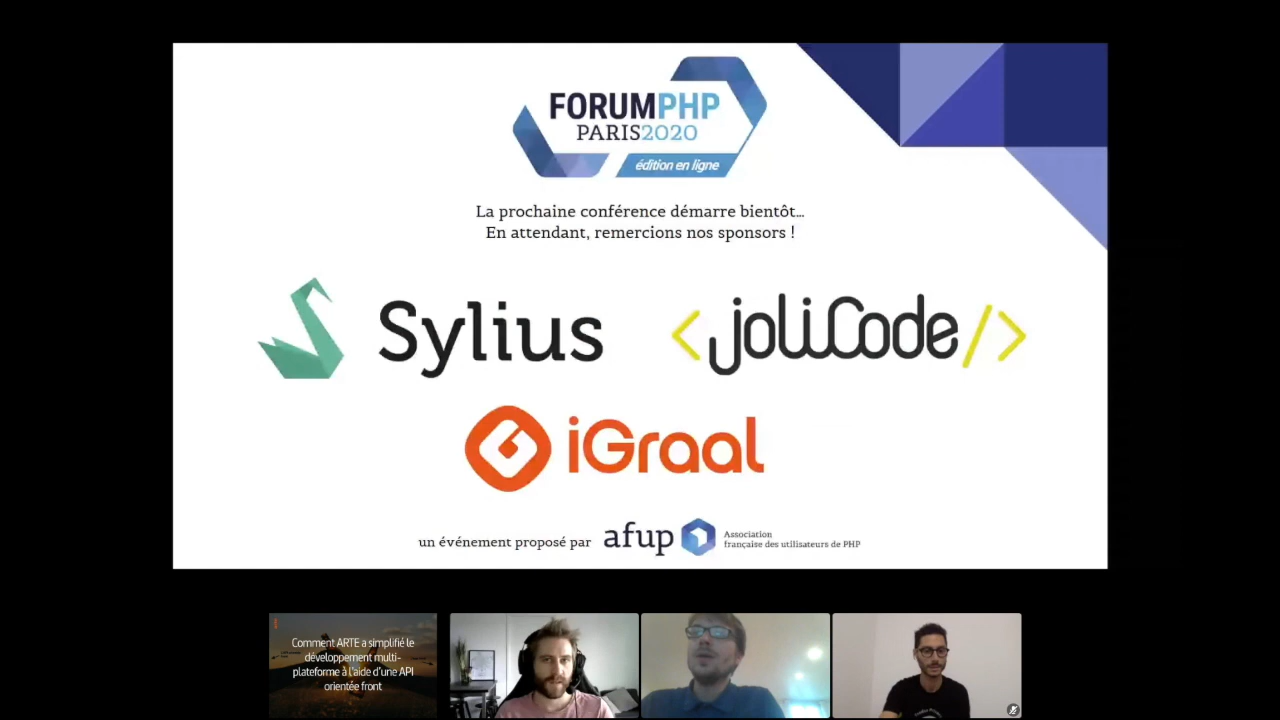 FORUMPHP
PARIS2020
édition en ligne
La prochaine conférence démarre bientôt...
En attendant, remercions nos sponsors !
Sylius
<joliCode/>
iGraal
un événement proposé par
afup
Association
française des utilisateurs de PHP
Comment ARTE a simplifié le
développement multi-
plateforme à l'aide d'une API
orientée front